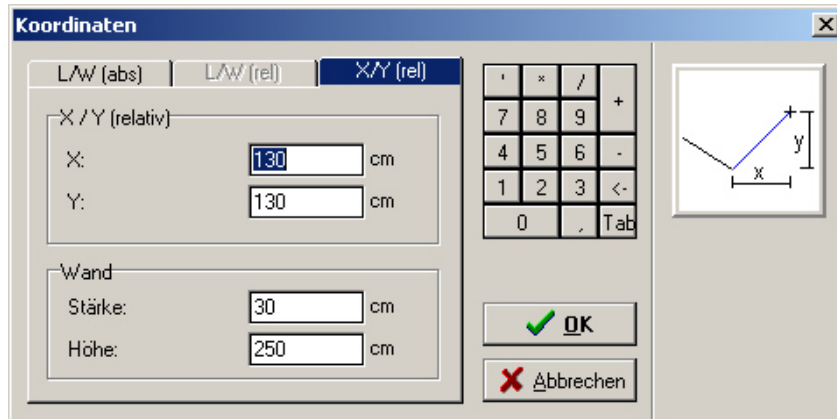 Koordinaten
L/W (abs) L/W (rel) X/Y (rel)
X / Y (relativ)
X: 130 cm
Y: 130 cm
Wand
Stärke: 30 cm
Höhe: 250 cm
' * / +
7 8 9
4 5 6 -
1 2 3 <-
0 , Tab
OK
Abbrechen
y
x